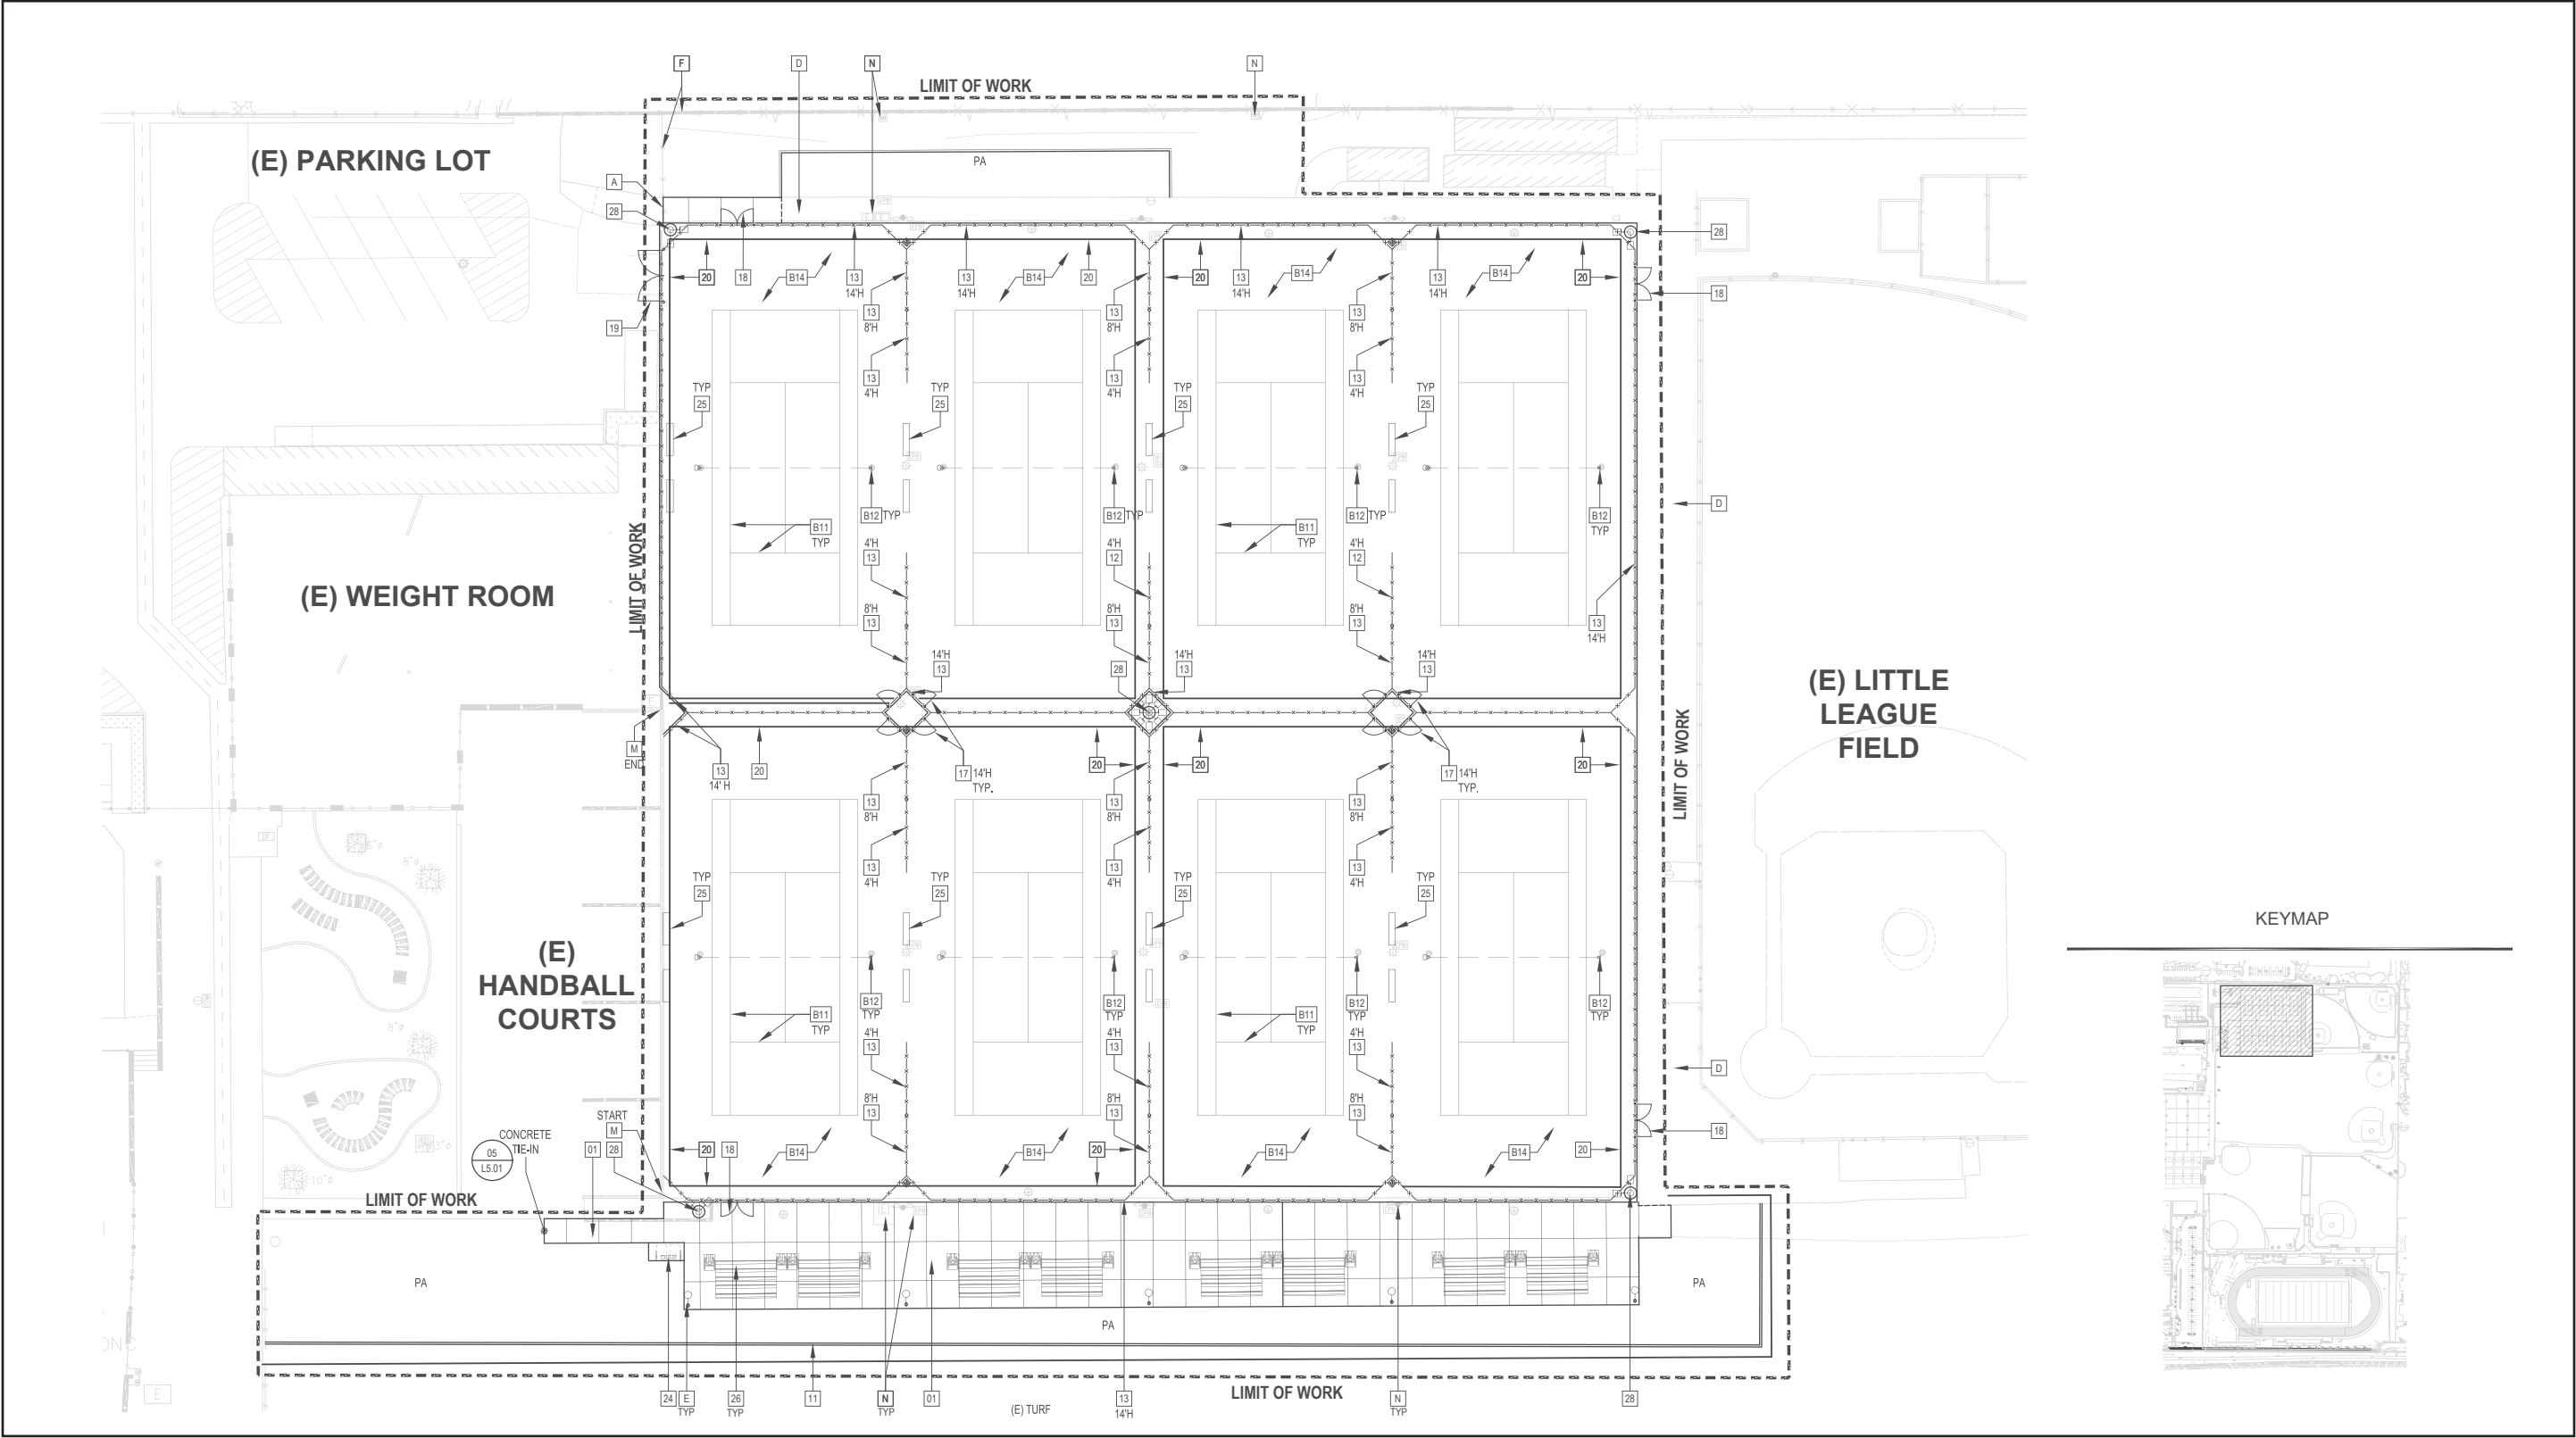 F
D
N
N
LIMIT OF WORK
(E) PARKING LOT
PA
A
28
28
20
18
B14
13
14'H
13
14'H
B14
20
20
13
14'H
B14
13
14'H
B14
20
18
19
13
8'H
13
8'H
13
8'H
13
4'H
13
4'H
13
4'H
TYP
25
TYP
25
TYP
25
TYP
25
D
B12 TYP
B12 TYP
B12 TYP
B12
TYP
B11
TYP
B11
TYP
LIMIT OF WORK
4'H
13
4'H
12
4'H
12
(E) WEIGHT ROOM
8'H
13
8'H
13
8'H
13
13
14'H
14'H
13
28
14'H
13
14'H
13
(E) LITTLE
LEAGUE
FIELD
LIMIT OF WORK
M
END
13
14' H
20
17 14'H
TYP.
20
20
17 14'H
TYP.
20
13
8'H
13
8'H
13
8'H
13
4'H
13
4'H
13
4'H
TYP
25
TYP
25
TYP
25
TYP
25
8"ø
KEYMAP
(E)
HANDBALL
COURTS
B12
TYP
B12
TYP
B12
TYP
B12
TYP
B11
TYP
B11
TYP
8"ø
4'H
13
4'H
13
4'H
13
D
8'H
13
8'H
13
8'H
13
START
M
CONCRETE
TIE-IN
05
L5.01
01
28
20
18
B14
B14
20
B14
B14
20
18
10"ø
LIMIT OF WORK
PA
PA
PA
24
E
TYP
26
TYP
11
N
TYP
01
(E) TURF
13
14'H
LIMIT OF WORK
N
TYP
28
E